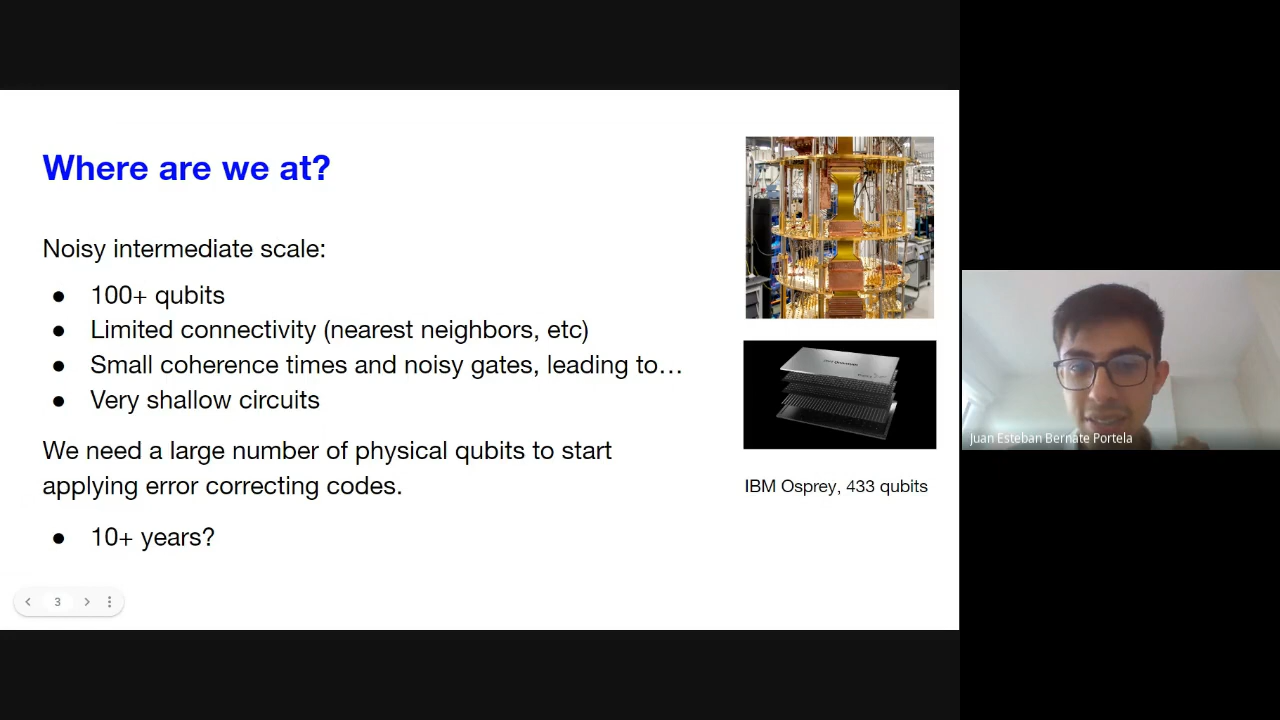 Where are we at?
Noisy intermediate scale:
● 100+ qubits
● Limited connectivity (nearest neighbors, etc)
● Small coherence times and noisy gates, leading to…
● Very shallow circuits
We need a large number of physical qubits to start
applying error correcting codes.
● 10+ years?
IBM Osprey, 433 qubits
3
Juan Esteban Bernate Portela